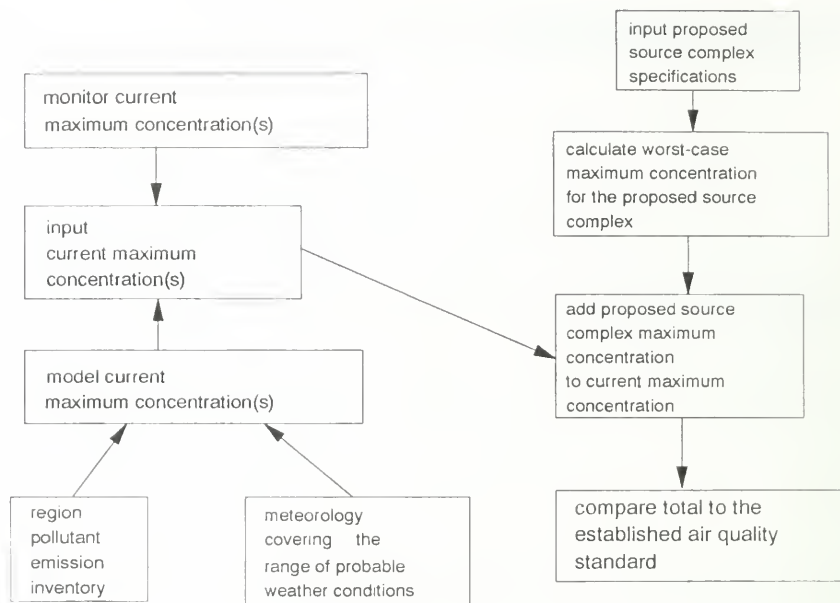 input proposed
source complex
specifications
monitor current
maximum concentration(s)
calculate worst-case
maximum concentration
for the proposed source
complex
input
current maximum
concentration(s)
add proposed source
complex maximum
concentration
to current maximum
concentration
model current
maximum concentration(s)
region
pollutant
emission
inventory
meteorology
covering the
range of probable
weather conditions
compare total to the
established air quality
standard